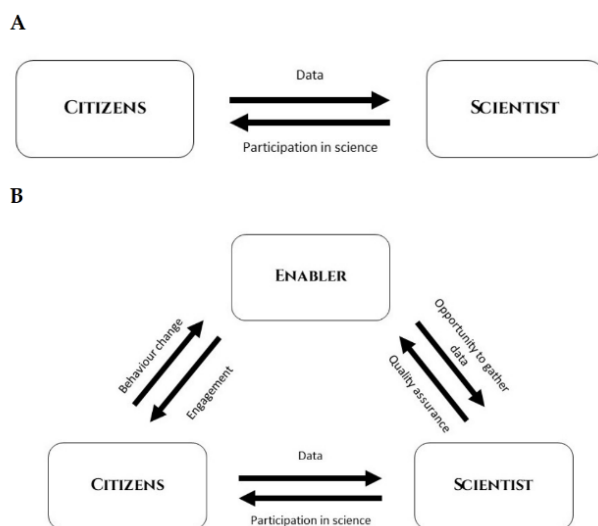 A
Data
CITIZENS
SCIENTIST
Participation in science
B
ENABLER
Behaviour change
Engagement
Opportunity to gather
data
Quality assurance
Data
CITIZENS
SCIENTIST
Participation in science